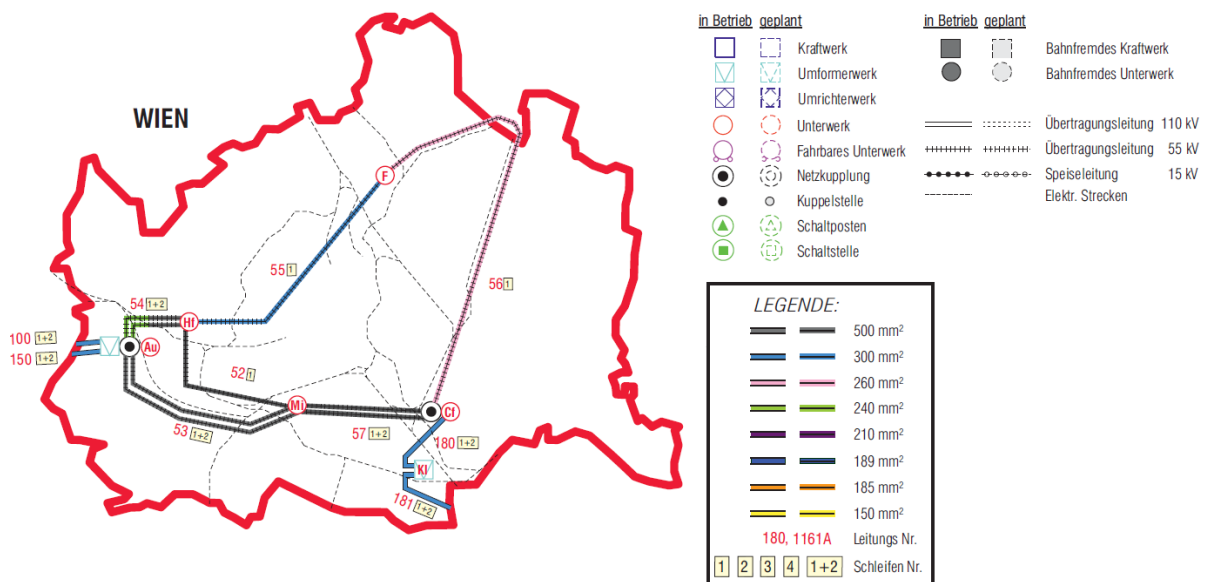 WIEN
F
55 1
56 1
54 1+2
Hf
100 1+2
150 1+2
Au
52 1
Mi
53 1+2
57 1+2
Cf
180 1+2
Kl
181 1+2
in Betrieb geplant
Kraftwerk
Umformerwerk
Umrichterwerk
Unterwerk
Fahrbares Unterwerk
Netzkupplung
Kuppelstelle
Schaltposten
Schaltstelle
in Betrieb geplant
Bahnfremdes Kraftwerk
Bahnfremdes Unterwerk
Übertragungsleitung 110 kV
Übertragungsleitung 55 kV
Speiseleitung 15 kV
Elektr. Strecken
LEGENDE:
500 mm²
300 mm²
260 mm²
240 mm²
210 mm²
189 mm²
185 mm²
150 mm²
180, 1161A Leitungs Nr.
1 2 3 4 1+2 Schleifen Nr.